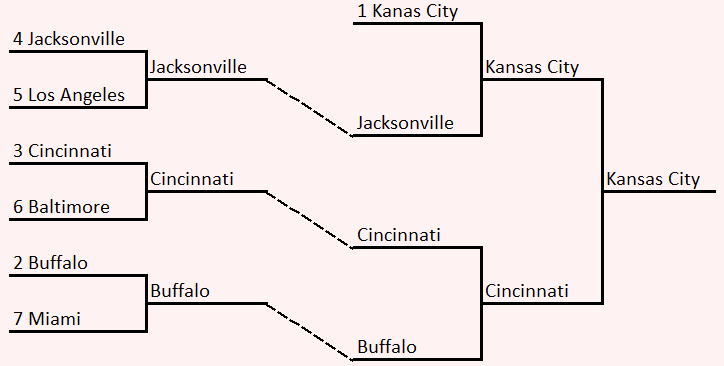 1 Kanas City
4 Jacksonville
Jacksonville
Kansas City
5 Los Angeles
Jacksonville
3 Cincinnati
Cincinnati
Kansas City
6 Baltimore
Cincinnati
2 Buffalo
Buffalo
Cincinnati
7 Miami
Buffalo